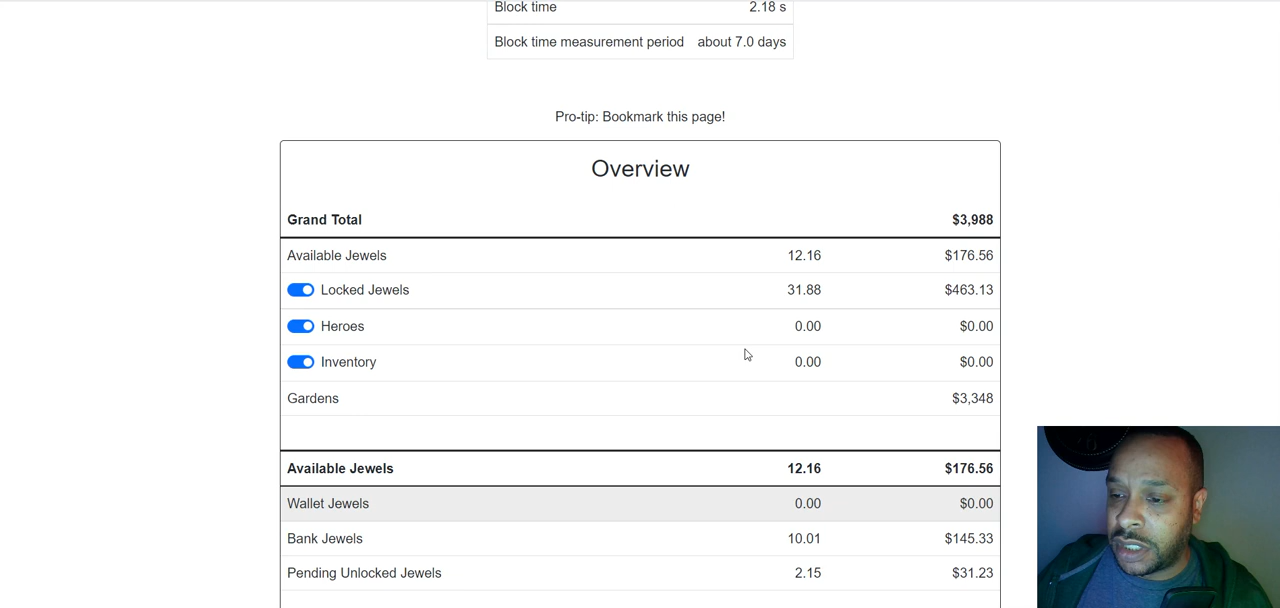 Block time 2.18 s
Block time measurement period about 7.0 days
Pro-tip: Bookmark this page!
Overview
Grand Total $3,988
Available Jewels 12.16 $176.56
Locked Jewels 31.88 $463.13
Heroes 0.00 $0.00
Inventory 0.00 $0.00
Gardens $3,348
Available Jewels 12.16 $176.56
Wallet Jewels 0.00 $0.00
Bank Jewels 10.01 $145.33
Pending Unlocked Jewels 2.15 $31.23